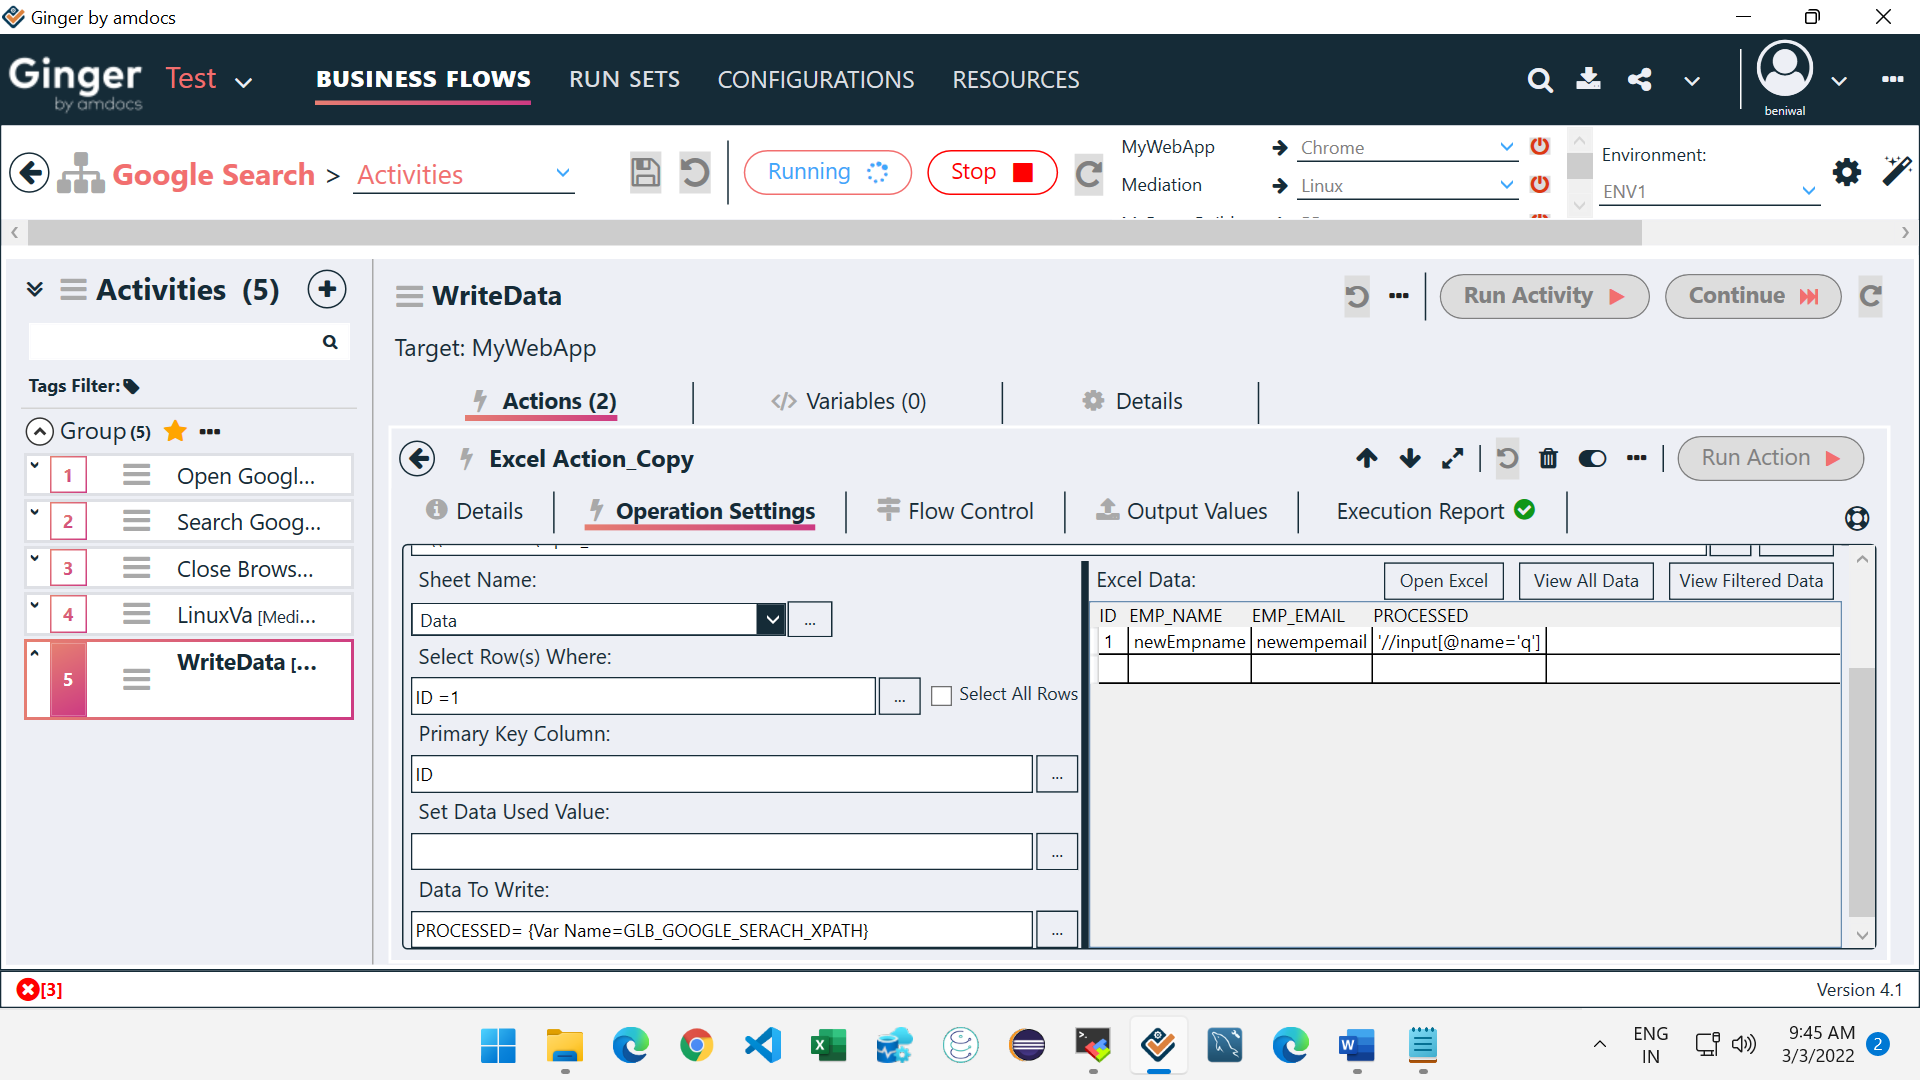 Ginger by amdocs
Ginger by amdocs
Test
BUSINESS FLOWS
RUN SETS
CONFIGURATIONS
RESOURCES
beniwal
Google Search > Activities
Running
Stop
MyWebApp
Chrome
Mediation
Linux
Environment:
ENV1
Activities (5)
Tags Filter:
Group (5)
1 Open Googl...
2 Search Goog...
3 Close Brows...
4 LinuxVa [Medi...
5 WriteData [...
WriteData
Run Activity
Continue
Target: MyWebApp
Actions (2)
Variables (0)
Details
Excel Action_Copy
Run Action
Details
Operation Settings
Flow Control
Output Values
Execution Report
Sheet Name:
Data
...
Select Row(s) Where:
ID =1
...
Select All Rows
Primary Key Column:
ID
...
Set Data Used Value:
...
Data To Write:
PROCESSED= {Var Name=GLB_GOOGLE_SERACH_XPATH}
...
Excel Data:
Open Excel
View All Data
View Filtered Data
ID EMP_NAME EMP_EMAIL PROCESSED
1 newEmpname newempemail '//input[@name='q']
[3]
Version 4.1
ENG
IN
9:45 AM
3/3/2022
2